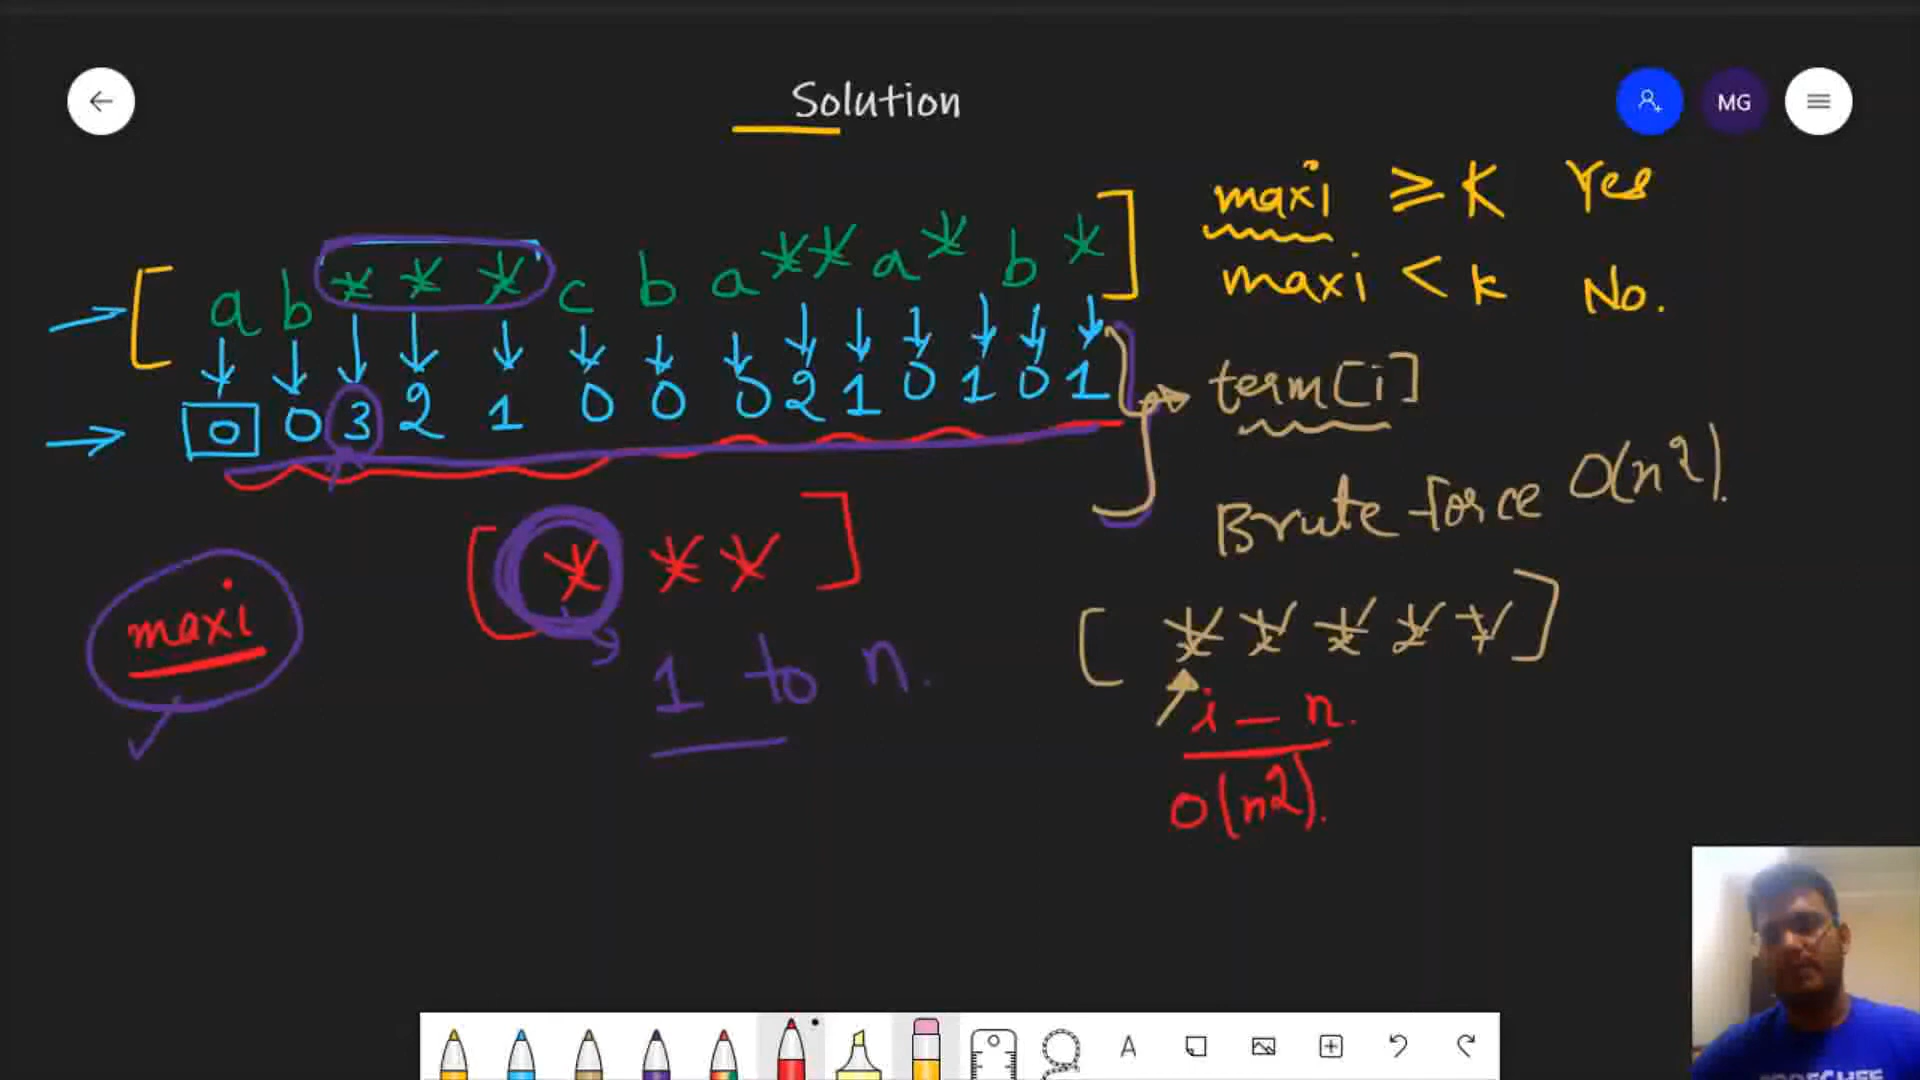 Solution
MG
maxi ≥ K Yes
maxi < k No.
[ a b * * * c b a * * a * b * ]
0 0 3 2 1 0 0 0 2 1 0 1 0 1
term[i]
Brute force O(n2).
[ * * * ]
maxi
1 to n.
[ * * * * * ]
i - n.
O(n2).
A